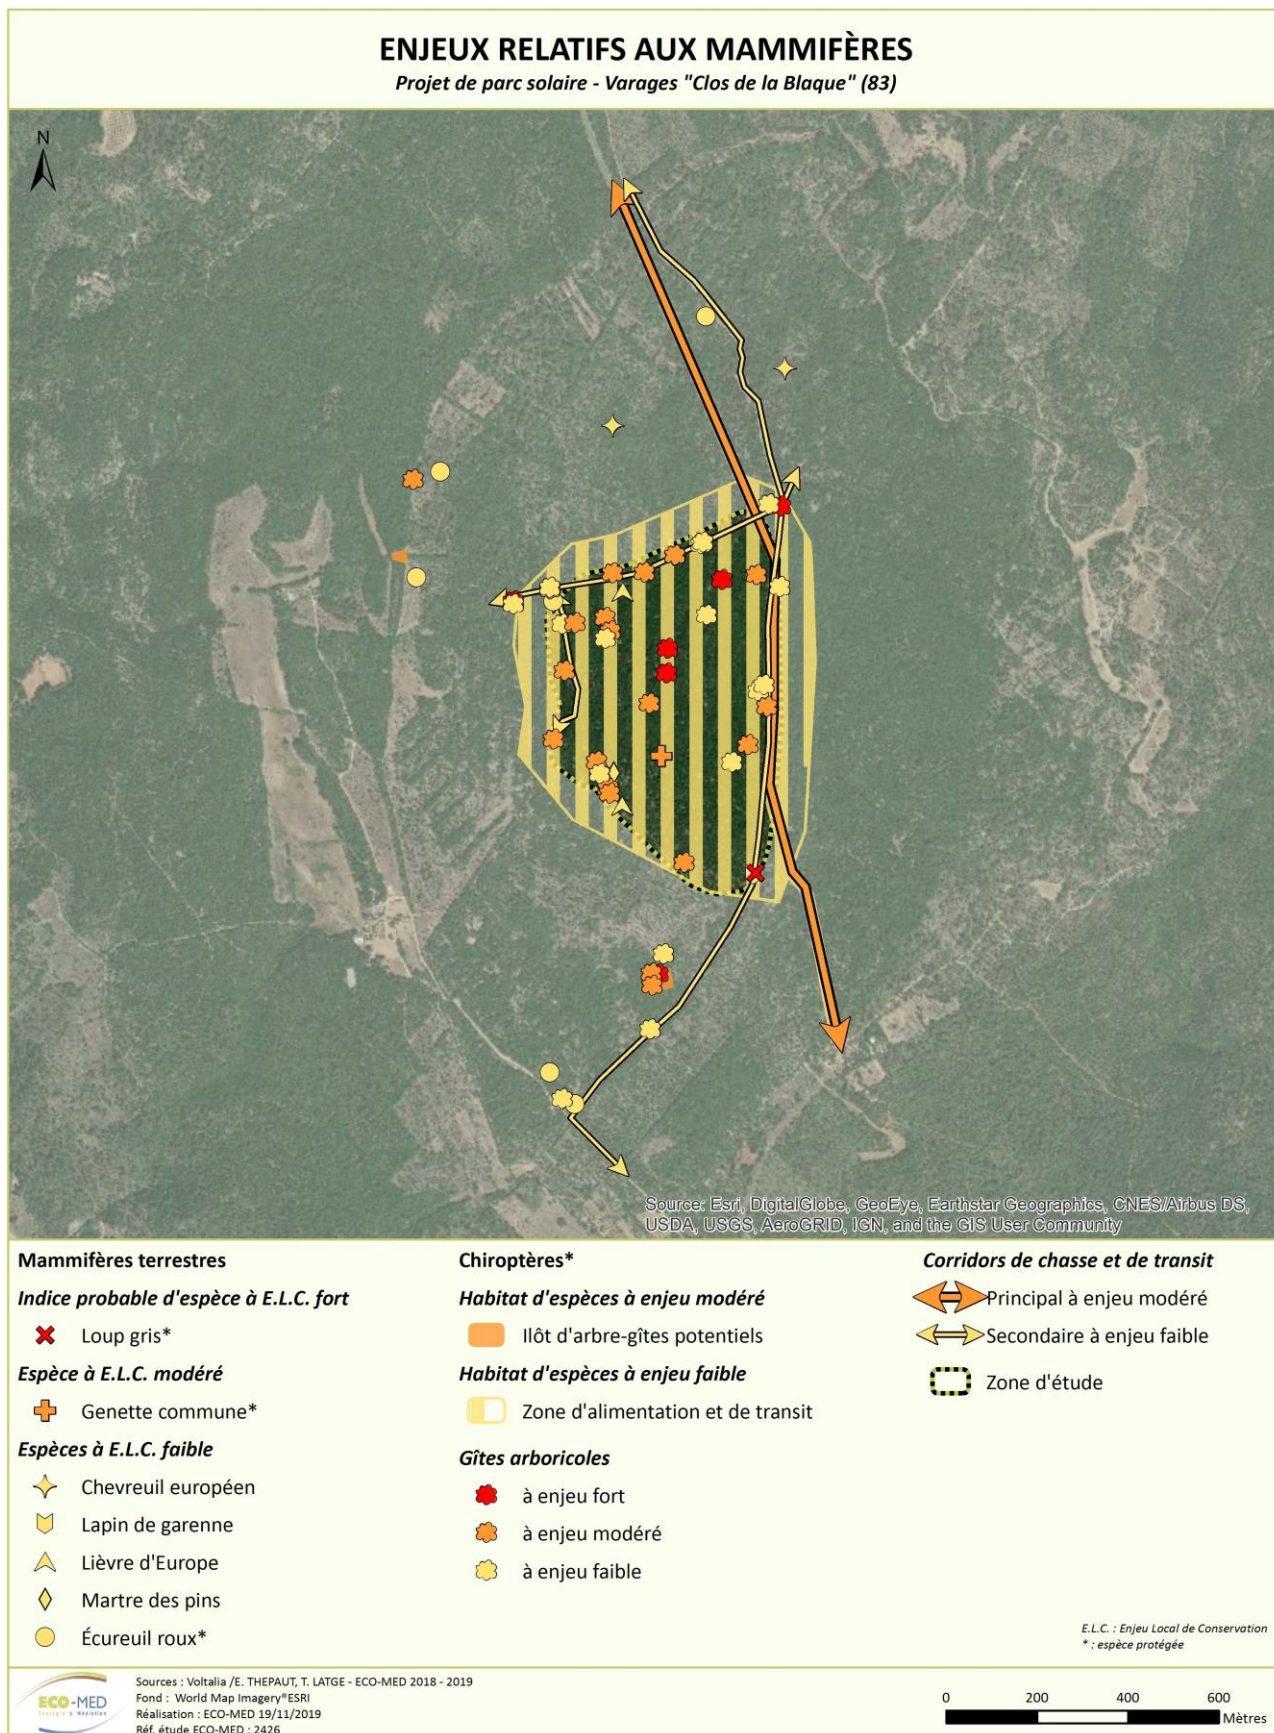 ENJEUX RELATIFS AUX MAMMIFÈRES
Projet de parc solaire - Varages "Clos de la Blaque" (83)
N
Source: Esri, DigitalGlobe, GeoEye, Earthstar Geographics, CNES/Airbus DS,
USDA, USGS, AeroGRID, IGN, and the GIS User Community
Mammifères terrestres
Indice probable d'espèce à E.L.C. fort
Loup gris*
Espèce à E.L.C. modéré
Genette commune*
Espèces à E.L.C. faible
Chevreuil européen
Lapin de garenne
Lièvre d'Europe
Martre des pins
Écureuil roux*
Chiroptères*
Habitat d'espèces à enjeu modéré
Ilôt d'arbre-gîtes potentiels
Habitat d'espèces à enjeu faible
Zone d'alimentation et de transit
Gîtes arboricoles
à enjeu fort
à enjeu modéré
à enjeu faible
Corridors de chasse et de transit
Principal à enjeu modéré
Secondaire à enjeu faible
Zone d'étude
E.L.C. : Enjeu Local de Conservation
* : espèce protégée
ECO-MED
Ecologie & Médiation
Sources : Voltalia /E. THEPAUT, T. LATGE - ECO-MED 2018 - 2019
Fond : World Map Imagery®ESRI
Réalisation : ECO-MED 19/11/2019
Réf. étude ECO-MED : 2426
0 200 400 600
Mètres